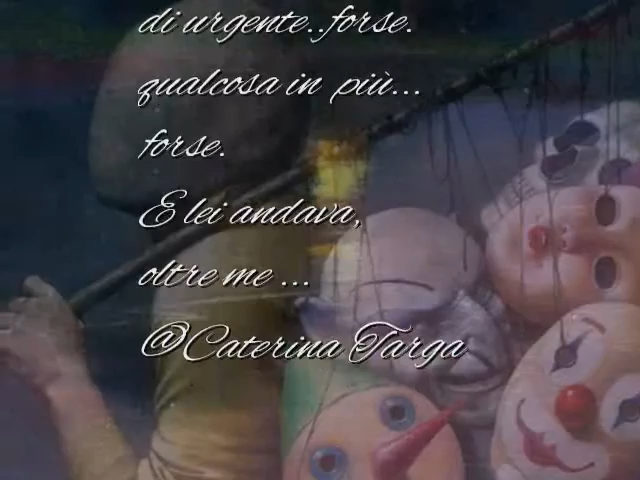 di urgente..forse.
qualcosa in più...
forse.
E lei andava,
oltre me ...
@Caterina Targa